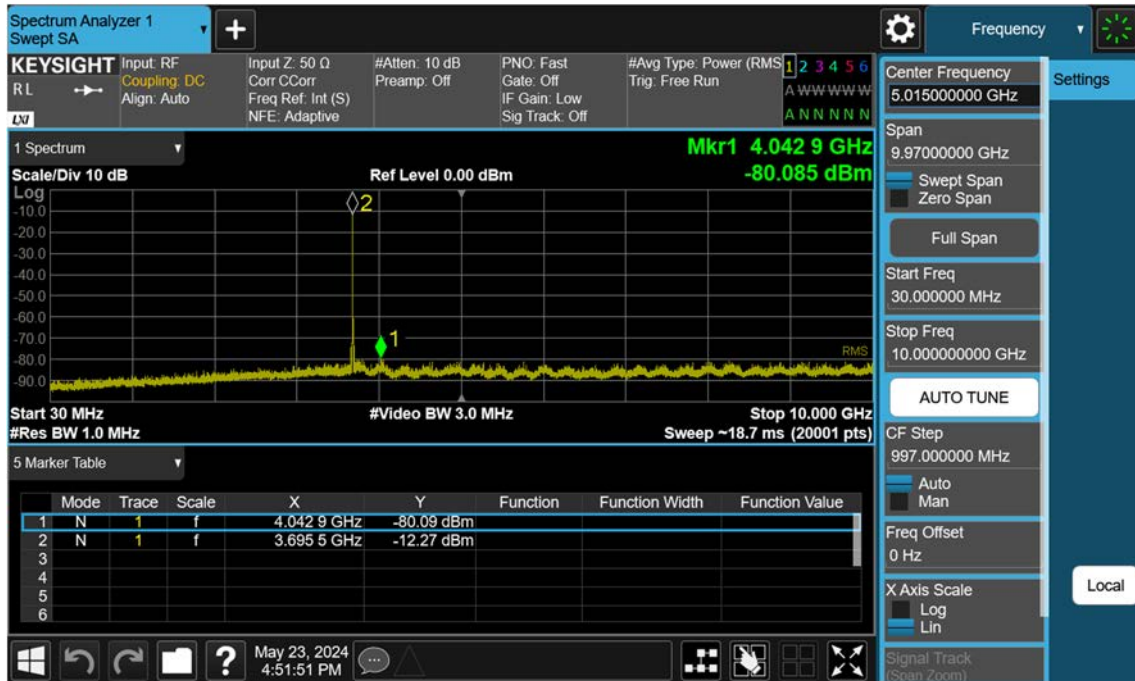 Spectrum Analyzer 1
Swept SA
Frequency
KEYSIGHT
RL
LXI
Input: RF
Coupling: DC
Align: Auto
Input Z: 50 Ω
Corr CCorr
Freq Ref: Int (S)
NFE: Adaptive
#Atten: 10 dB
Preamp: Off
PNO: Fast
Gate: Off
IF Gain: Low
Sig Track: Off
#Avg Type: Power (RMS
Trig: Free Run
1 2 3 4 5 6
A W W W W W
A N N N N N
1 Spectrum
Mkr1 4.042 9 GHz
Scale/Div 10 dB
Ref Level 0.00 dBm
-80.085 dBm
Log
-10.0
-20.0
-30.0
-40.0
-50.0
-60.0
-70.0
-80.0
-90.0
2
1
RMS
Start 30 MHz
#Video BW 3.0 MHz
Stop 10.000 GHz
#Res BW 1.0 MHz
Sweep ~18.7 ms (20001 pts)
5 Marker Table
Mode Trace Scale X Y Function Function Width Function Value
1 N 1 f 4.042 9 GHz -80.09 dBm
2 N 1 f 3.695 5 GHz -12.27 dBm
3
4
5
6
May 23, 2024
4:51:51 PM
Center Frequency
5.015000000 GHz
Span
9.97000000 GHz
Swept Span
Zero Span
Full Span
Start Freq
30.000000 MHz
Stop Freq
10.000000000 GHz
AUTO TUNE
CF Step
997.000000 MHz
Auto
Man
Freq Offset
0 Hz
X Axis Scale
Log
Lin
Signal Track
(Span Zoom)
Settings
Local